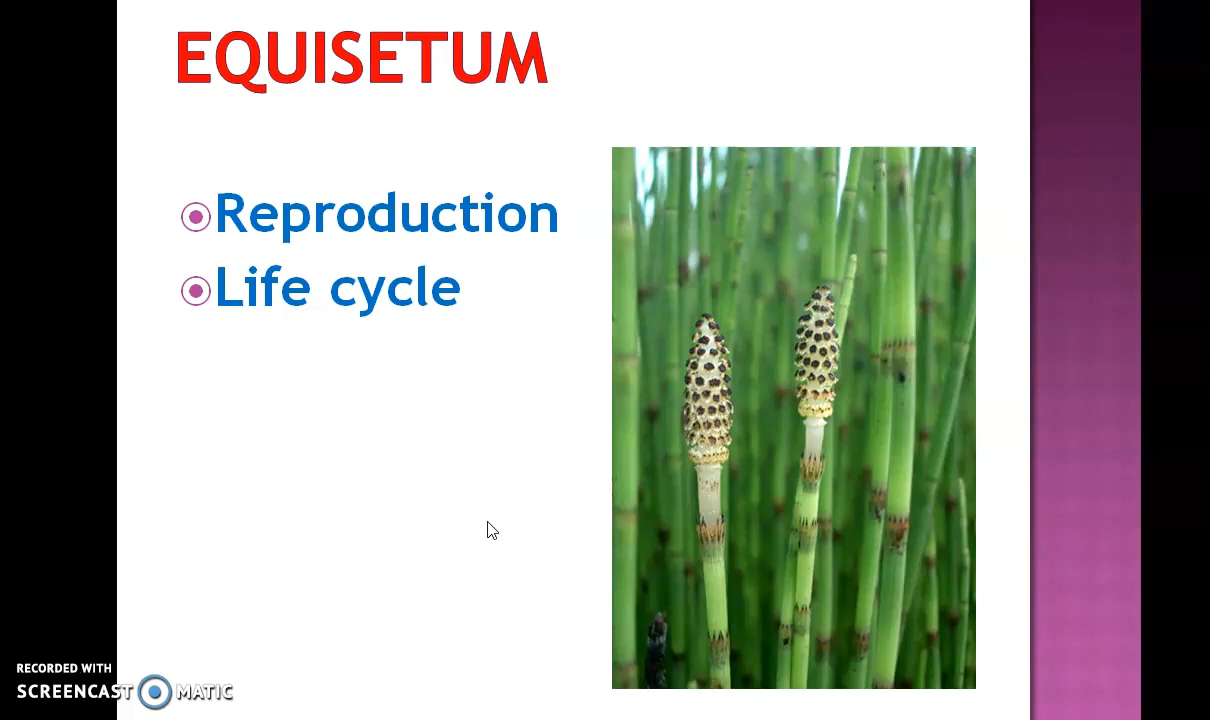 EQUISETUM
Reproduction
Life cycle
RECORDED WITH
SCREENCAST MATIC